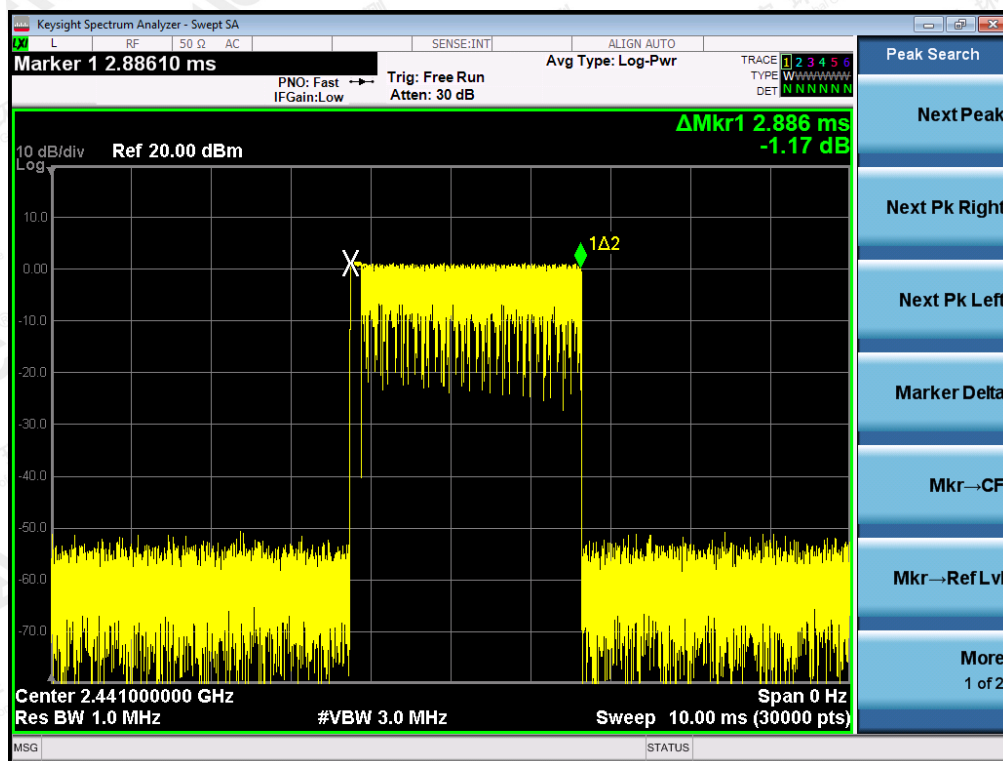 Keysight Spectrum Analyzer - Swept SA
LXI L RF 50 Ω AC SENSE:INT ALIGN AUTO
Marker 1 2.88610 ms
PNO: Fast
IFGain:Low
Trig: Free Run
Atten: 30 dB
Avg Type: Log-Pwr
TRACE 1 2 3 4 5 6
TYPE WWWWWW
DET N N N N N N
Peak Search
ΔMkr1 2.886 ms
-1.17 dB
10 dB/div Ref 20.00 dBm
Log
10.0
0.00
-10.0
-20.0
-30.0
-40.0
-50.0
-60.0
-70.0
X
1Δ2
Center 2.441000000 GHz Span 0 Hz
Res BW 1.0 MHz #VBW 3.0 MHz Sweep 10.00 ms (30000 pts)
MSG STATUS
Next Peak
Next Pk Right
Next Pk Left
Marker Delta
Mkr→CF
Mkr→Ref Lvl
More
1 of 2